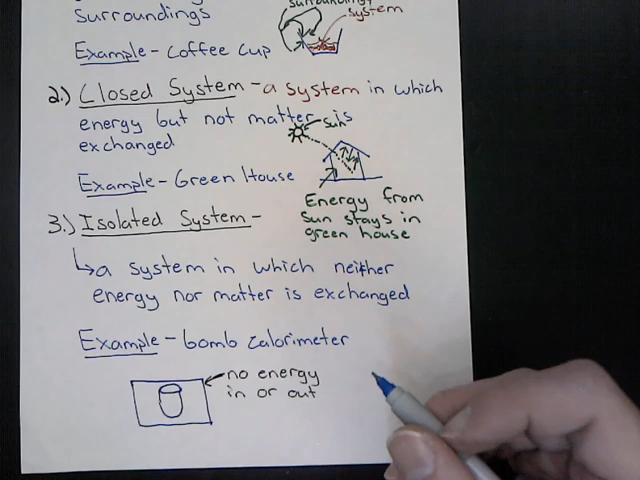 surroundings
system
surroundings
Example - coffee cup
2.) Closed System - a system in which
energy but not matter is
exchanged
sun
Example - Green House
Energy from
Sun stays in
green house
3.) Isolated System -
a system in which neither
energy nor matter is exchanged
Example - bomb calorimeter
no energy
in or out